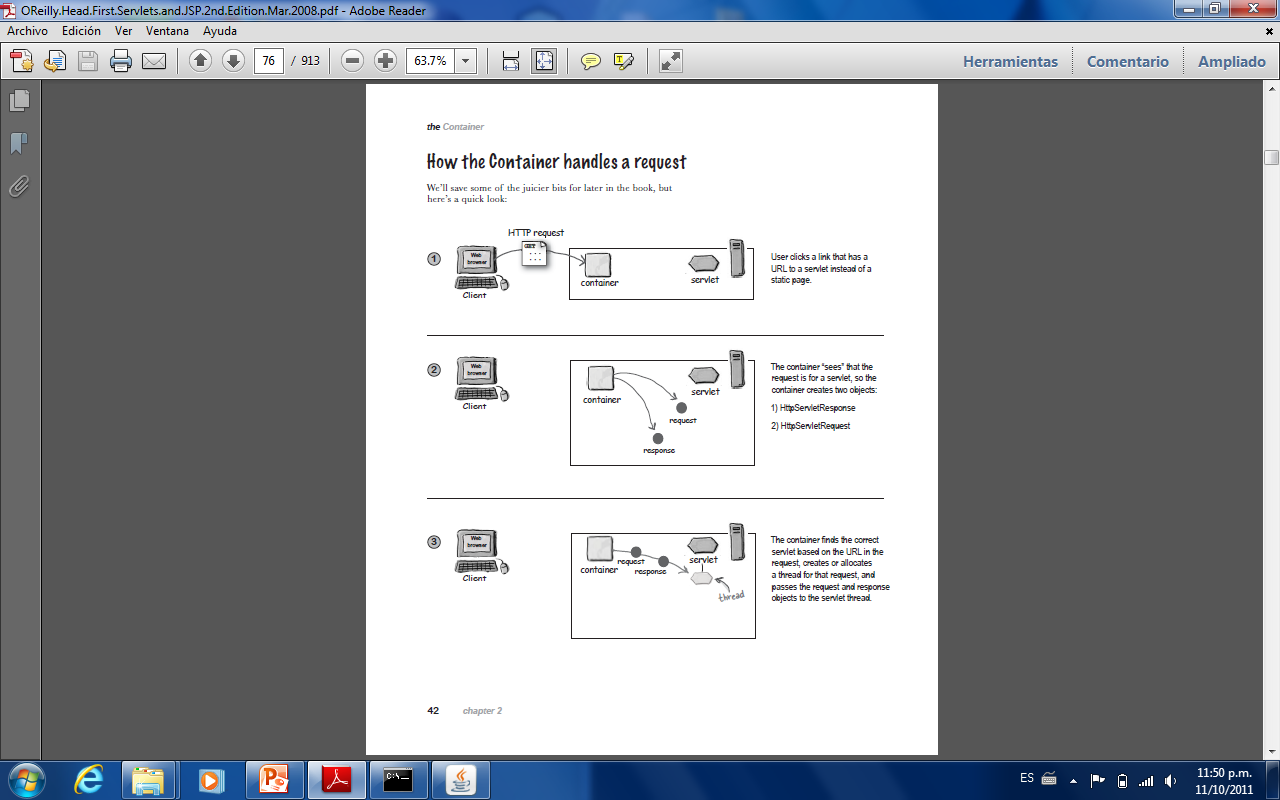 OReilly.Head.First.Servlets.and.JSP.2nd.Edition.Mar.2008.pdf - Adobe Reader
Archivo Edición Ver Ventana Ayuda
76 / 913 63.7% Herramientas Comentario Ampliado
the Container
How the Container handles a request
We'll save some of the juicier bits for later in the book, but
here's a quick look:
HTTP request
1
Web
browser
Client
GET
container
servlet
User clicks a link that has a
URL to a servlet instead of a
static page.
2
Web
browser
Client
container
servlet
request
response
The container “sees” that the
request is for a servlet, so the
container creates two objects:
1) HttpServletResponse
2) HttpServletRequest
3
Web
browser
Client
container
request
response
servlet
thread
The container finds the correct
servlet based on the URL in the
request, creates or allocates
a thread for that request, and
passes the request and response
objects to the servlet thread.
42 chapter 2
C:\_
ES
11:50 p.m.
11/10/2011